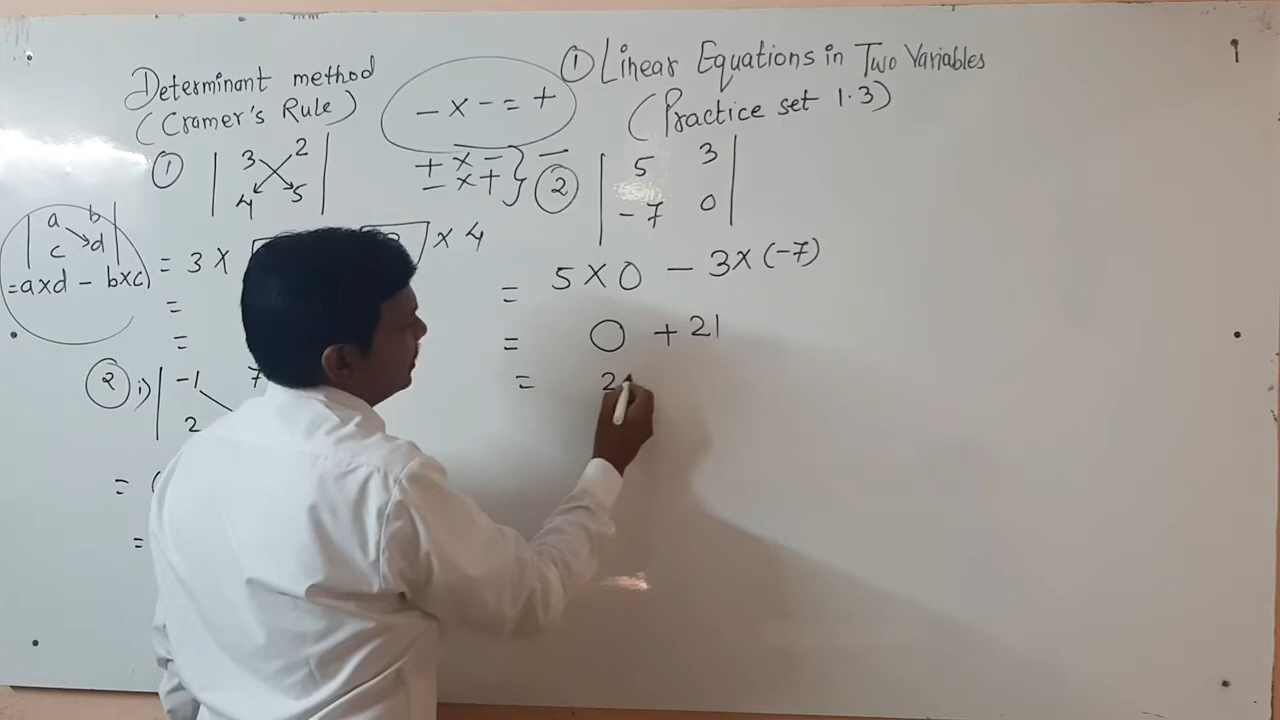 Determinant method
(Cramer's Rule)
① | 3 2 |
| 4 5 |
| a b |
| c d |
= a×d - b×c
= 3 ×
× 4
=
=
② i) | -1 7
2
= (
=
- × - = +
+ × - } -
- × + }
① Linear Equations in Two Variables
(Practice set 1.3)
② | 5 3 |
| -7 0 |
= 5 × 0 - 3 × (-7)
= 0 + 21
= 2